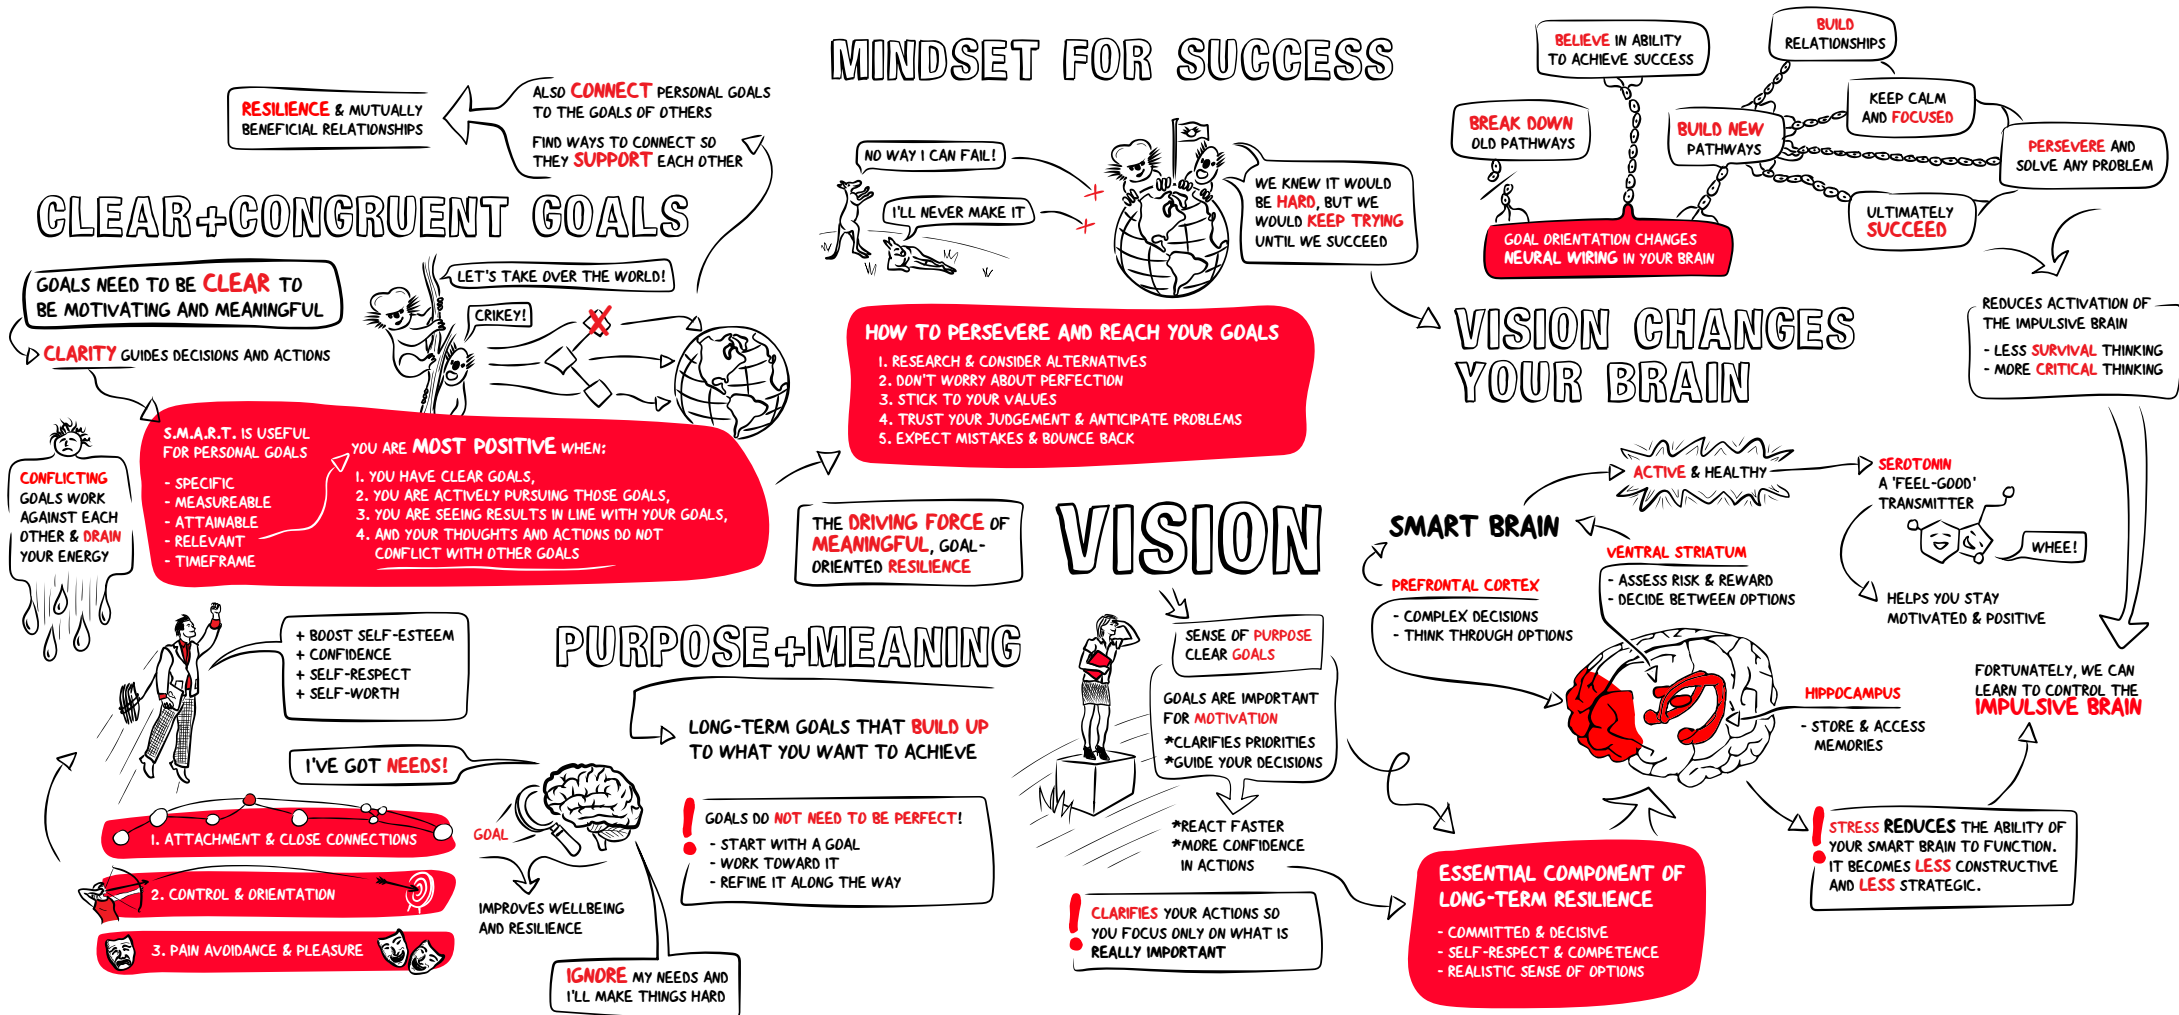 MINDSET FOR SUCCESS
RESILIENCE & MUTUALLY
BENEFICIAL RELATIONSHIPS
ALSO CONNECT PERSONAL GOALS
TO THE GOALS OF OTHERS
FIND WAYS TO CONNECT SO
THEY SUPPORT EACH OTHER
CLEAR+CONGRUENT GOALS
GOALS NEED TO BE CLEAR TO
BE MOTIVATING AND MEANINGFUL
CLARITY GUIDES DECISIONS AND ACTIONS
LET'S TAKE OVER THE WORLD!
CRIKEY!
CONFLICTING
GOALS WORK
AGAINST EACH
OTHER & DRAIN
YOUR ENERGY
S.M.A.R.T. IS USEFUL
FOR PERSONAL GOALS
- SPECIFIC
- MEASUREABLE
- ATTAINABLE
- RELEVANT
- TIMEFRAME
YOU ARE MOST POSITIVE WHEN:
1. YOU HAVE CLEAR GOALS,
2. YOU ARE ACTIVELY PURSUING THOSE GOALS,
3. YOU ARE SEEING RESULTS IN LINE WITH YOUR GOALS,
4. AND YOUR THOUGHTS AND ACTIONS DO NOT
CONFLICT WITH OTHER GOALS
NO WAY I CAN FAIL!
I'LL NEVER MAKE IT
WE KNEW IT WOULD
BE HARD, BUT WE
WOULD KEEP TRYING
UNTIL WE SUCCEED
HOW TO PERSEVERE AND REACH YOUR GOALS
1. RESEARCH & CONSIDER ALTERNATIVES
2. DON'T WORRY ABOUT PERFECTION
3. STICK TO YOUR VALUES
4. TRUST YOUR JUDGEMENT & ANTICIPATE PROBLEMS
5. EXPECT MISTAKES & BOUNCE BACK
BELIEVE IN ABILITY
TO ACHIEVE SUCCESS
BUILD
RELATIONSHIPS
BREAK DOWN
OLD PATHWAYS
BUILD NEW
PATHWAYS
KEEP CALM
AND FOCUSED
PERSEVERE AND
SOLVE ANY PROBLEM
ULTIMATELY
SUCCEED
GOAL ORIENTATION CHANGES
NEURAL WIRING IN YOUR BRAIN
VISION CHANGES
YOUR BRAIN
REDUCES ACTIVATION OF
THE IMPULSIVE BRAIN
- LESS SURVIVAL THINKING
- MORE CRITICAL THINKING
ACTIVE & HEALTHY
SEROTONIN
A 'FEEL-GOOD'
TRANSMITTER
WHEE!
HELPS YOU STAY
MOTIVATED & POSITIVE
SMART BRAIN
VENTRAL STRIATUM
- ASSESS RISK & REWARD
- DECIDE BETWEEN OPTIONS
PREFRONTAL CORTEX
- COMPLEX DECISIONS
- THINK THROUGH OPTIONS
HIPPOCAMPUS
- STORE & ACCESS
MEMORIES
FORTUNATELY, WE CAN
LEARN TO CONTROL THE
IMPULSIVE BRAIN
! STRESS REDUCES THE ABILITY OF
YOUR SMART BRAIN TO FUNCTION.
IT BECOMES LESS CONSTRUCTIVE
AND LESS STRATEGIC.
THE DRIVING FORCE OF
MEANINGFUL, GOAL-
ORIENTED RESILIENCE
VISION
SENSE OF PURPOSE
CLEAR GOALS
GOALS ARE IMPORTANT
FOR MOTIVATION
*CLARIFIES PRIORITIES
*GUIDE YOUR DECISIONS
*REACT FASTER
*MORE CONFIDENCE
IN ACTIONS
! CLARIFIES YOUR ACTIONS SO
YOU FOCUS ONLY ON WHAT IS
REALLY IMPORTANT
ESSENTIAL COMPONENT OF
LONG-TERM RESILIENCE
- COMMITTED & DECISIVE
- SELF-RESPECT & COMPETENCE
- REALISTIC SENSE OF OPTIONS
PURPOSE+MEANING
LONG-TERM GOALS THAT BUILD UP
TO WHAT YOU WANT TO ACHIEVE
! GOALS DO NOT NEED TO BE PERFECT!
- START WITH A GOAL
- WORK TOWARD IT
- REFINE IT ALONG THE WAY
+ BOOST SELF-ESTEEM
+ CONFIDENCE
+ SELF-RESPECT
+ SELF-WORTH
I'VE GOT NEEDS!
GOAL
IMPROVES WELLBEING
AND RESILIENCE
IGNORE MY NEEDS AND
I'LL MAKE THINGS HARD
1. ATTACHMENT & CLOSE CONNECTIONS
2. CONTROL & ORIENTATION
3. PAIN AVOIDANCE & PLEASURE